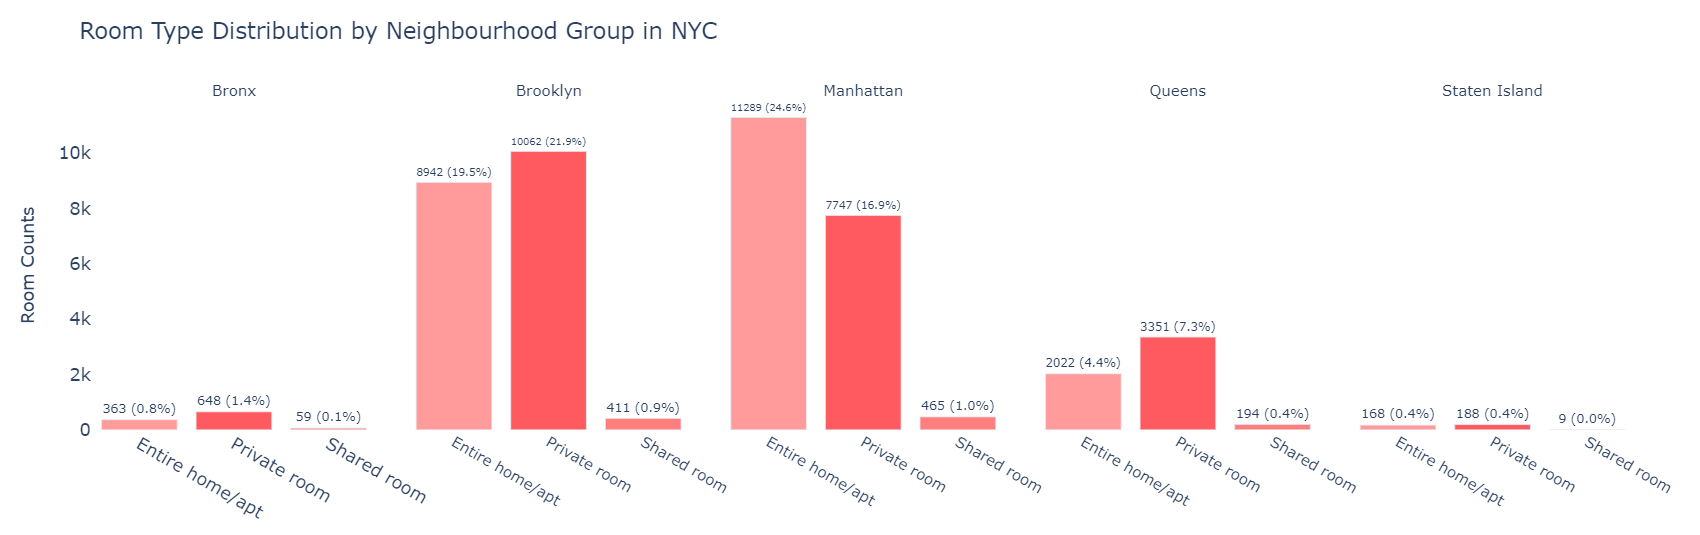 Room Type Distribution by Neighbourhood Group in NYC
Bronx
Brooklyn
Manhattan
Queens
Staten Island
Room Counts
10k
8k
6k
4k
2k
0
363 (0.8%)
648 (1.4%)
59 (0.1%)
8942 (19.5%)
10062 (21.9%)
411 (0.9%)
11289 (24.6%)
7747 (16.9%)
465 (1.0%)
2022 (4.4%)
3351 (7.3%)
194 (0.4%)
168 (0.4%)
188 (0.4%)
9 (0.0%)
Entire home/apt
Private room
Shared room
Entire home/apt
Private room
Shared room
Entire home/apt
Private room
Shared room
Entire home/apt
Private room
Shared room
Entire home/apt
Private room
Shared room